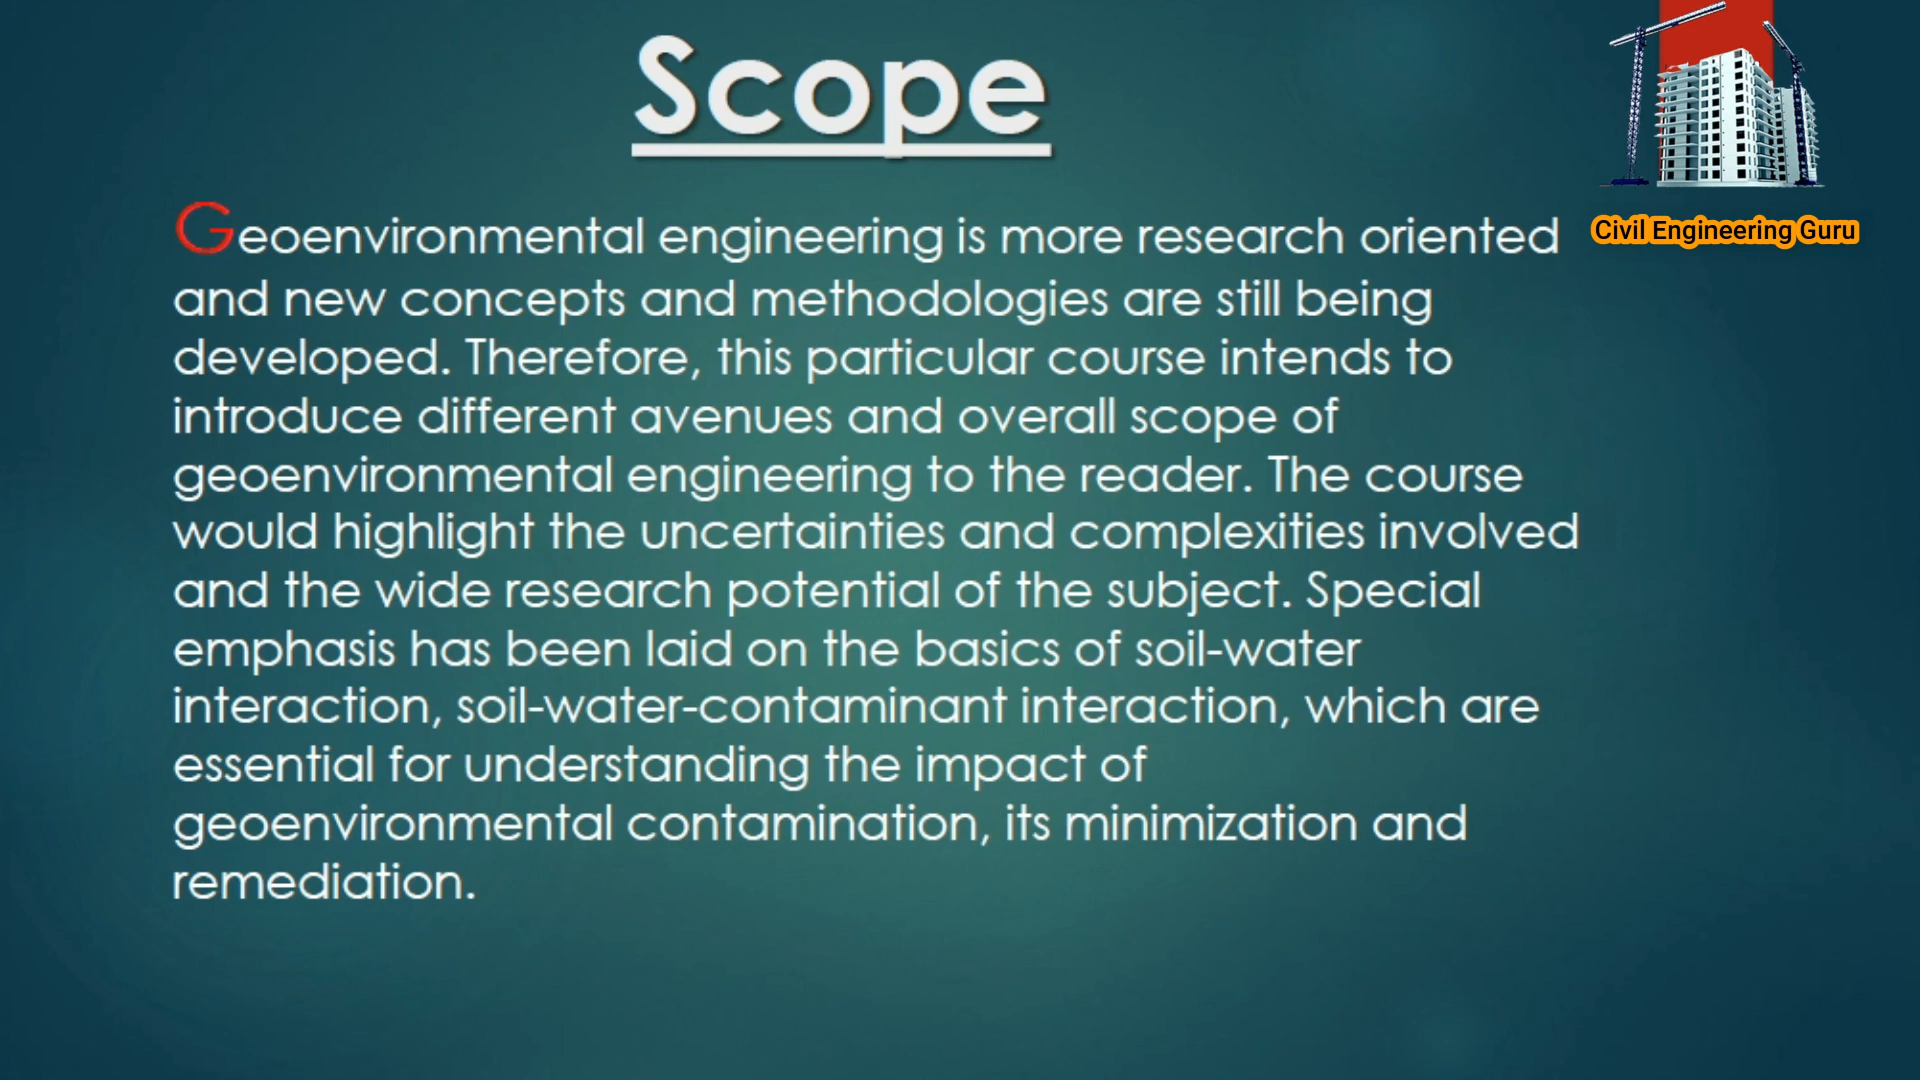 Scope
Civil Engineering Guru
Geoenvironmental engineering is more research oriented
and new concepts and methodologies are still being
developed. Therefore, this particular course intends to
introduce different avenues and overall scope of
geoenvironmental engineering to the reader. The course
would highlight the uncertainties and complexities involved
and the wide research potential of the subject. Special
emphasis has been laid on the basics of soil-water
interaction, soil-water-contaminant interaction, which are
essential for understanding the impact of
geoenvironmental contamination, its minimization and
remediation.